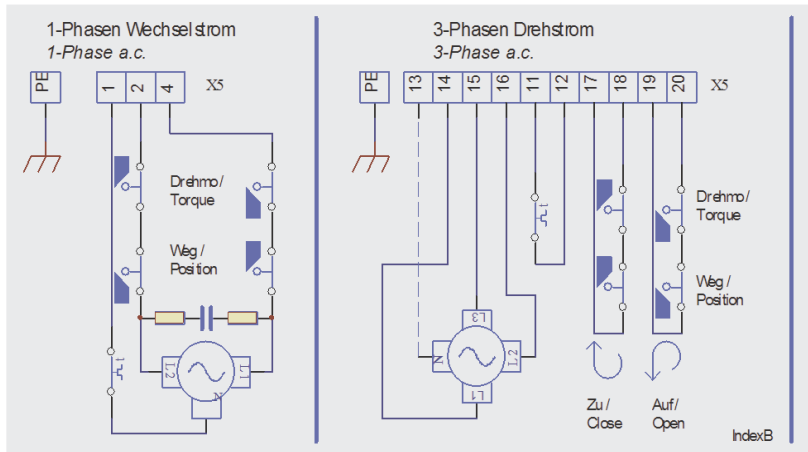 1-Phasen Wechselstrom
1-Phase a.c.
PE 1 2 4 X5
Drehmo/
Torque
Weg /
Position
t
L2 L1
N
3-Phasen Drehstrom
3-Phase a.c.
PE 13 14 15 16 11 12 17 18 19 20 X5
t
Drehmo/
Torque
Weg /
Position
L3
N L2
L1
Zu /
Close
Auf/
Open
IndexB